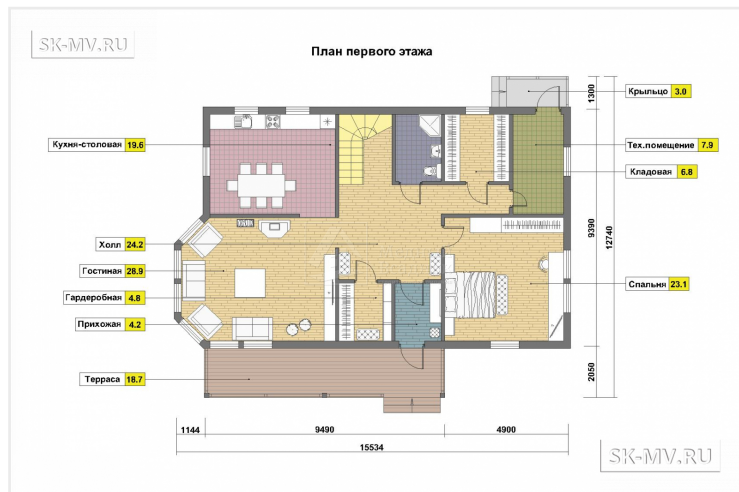 SK-MV.RU
План первого этажа
Крыльцо 3.0
Кухня-столовая 19.6
Тех.помещение 7.9
Кладовая 6.8
Холл 24.2
Гостиная 28.9
Гардеробная 4.8
Прихожая 4.2
Спальня 23.1
Терраса 18.7
1300
9390
12740
2050
1144 9490 4900
15534
SK-MV.RU